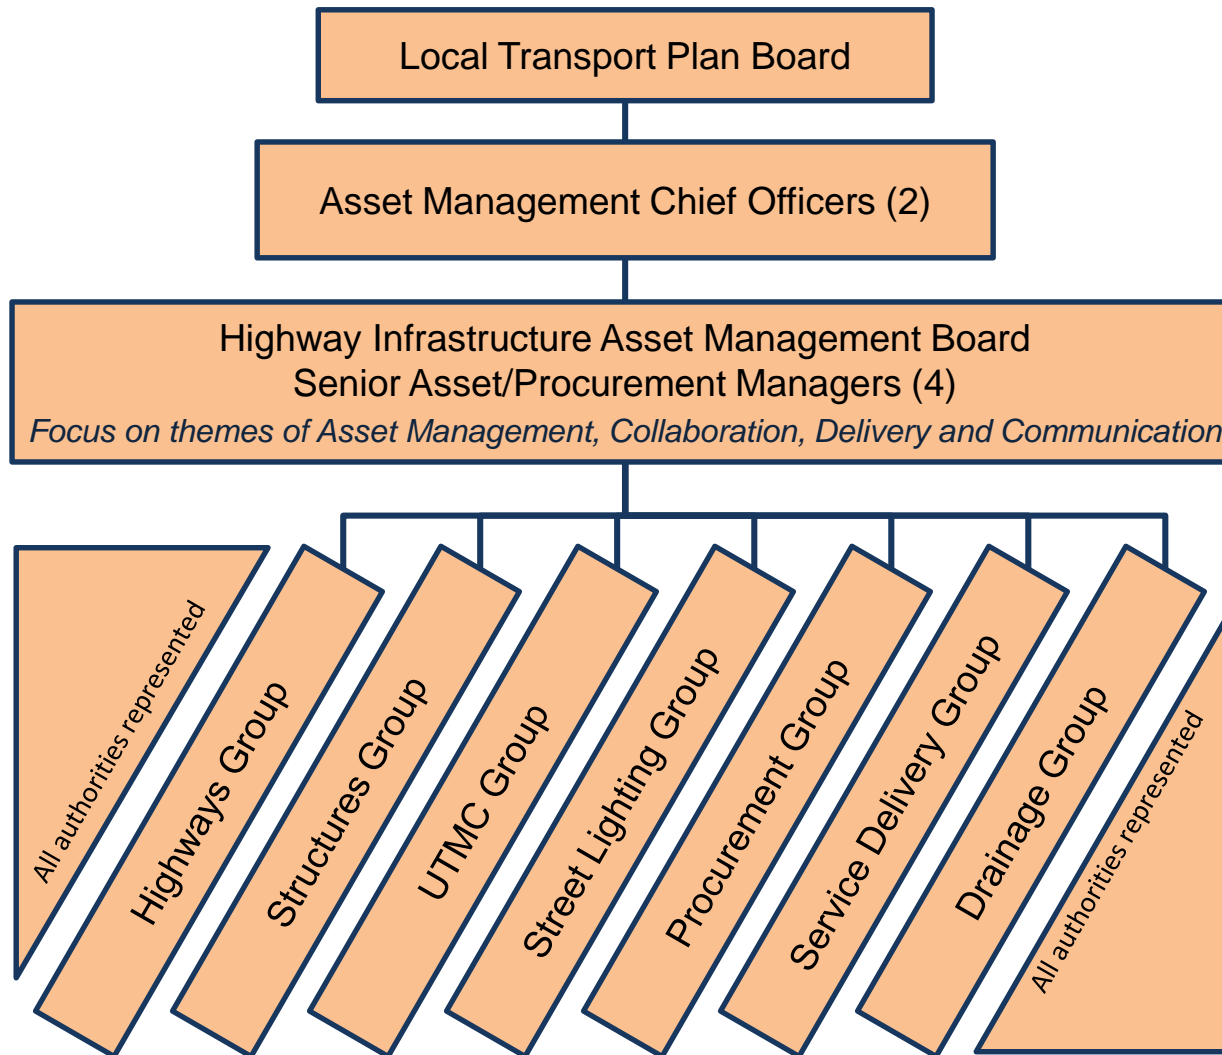 Local Transport Plan Board
Asset Management Chief Officers (2)
Highway Infrastructure Asset Management Board
Senior Asset/Procurement Managers (4)
Focus on themes of Asset Management, Collaboration, Delivery and Communication
All authorities represented
Highways Group
Structures Group
UTMC Group
Street Lighting Group
Procurement Group
Service Delivery Group
Drainage Group
All authorities represented